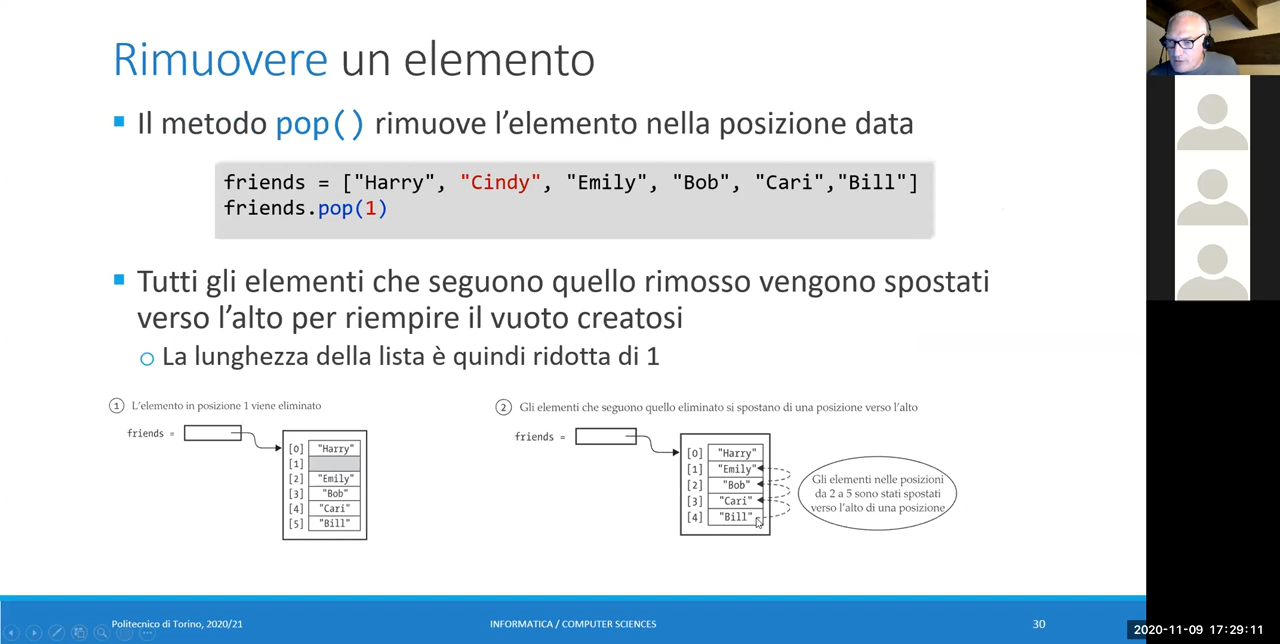 Rimuovere un elemento
Il metodo pop() rimuove l’elemento nella posizione data
friends = ["Harry", "Cindy", "Emily", "Bob", "Cari","Bill"]
friends.pop(1)
Tutti gli elementi che seguono quello rimosso vengono spostati
verso l’alto per riempire il vuoto creatosi
La lunghezza della lista è quindi ridotta di 1
1 L'elemento in posizione 1 viene eliminato
friends =
[0] "Harry"
[1]
[2] "Emily"
[3] "Bob"
[4] "Cari"
[5] "Bill"
2 Gli elementi che seguono quello eliminato si spostano di una posizione verso l'alto
friends =
[0] "Harry"
[1] "Emily"
[2] "Bob"
[3] "Cari"
[4] "Bill"
Gli elementi nelle posizioni
da 2 a 5 sono stati spostati
verso l'alto di una posizione
Politecnico di Torino, 2020/21
INFORMATICA / COMPUTER SCIENCES
30
2020-11-09 17:29:11